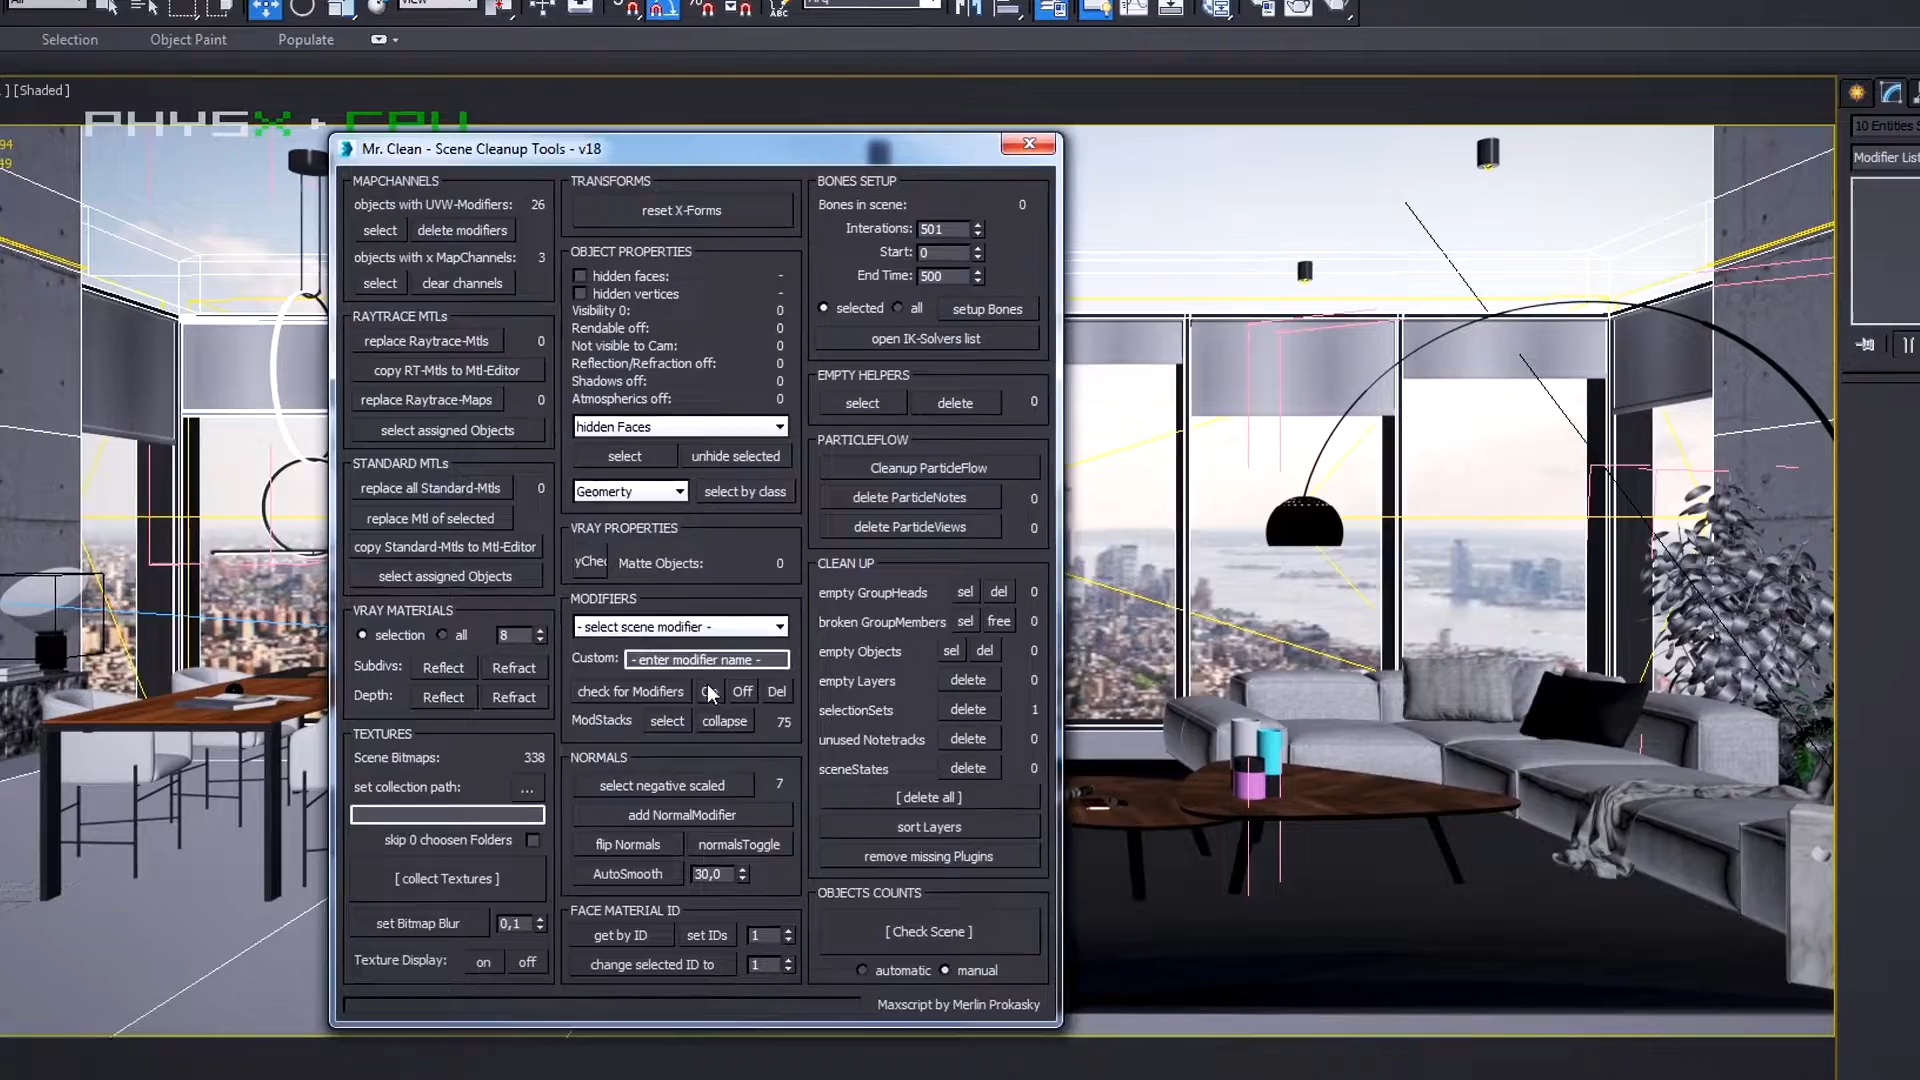 Selection
Object Paint
Populate
] [Shaded]
PHYSX + CPU
94
49
Mr. Clean - Scene Cleanup Tools - v18
MAPCHANNELS
objects with UVW-Modifiers: 26
select delete modifiers
objects with x MapChannels: 3
select clear channels
RAYTRACE MTLs
replace Raytrace-Mtls 0
copy RT-Mtls to Mtl-Editor
replace Raytrace-Maps 0
select assigned Objects
STANDARD MTLs
replace all Standard-Mtls 0
replace Mtl of selected
copy Standard-Mtls to Mtl-Editor
select assigned Objects
VRAY MATERIALS
selection all 8
Subdivs: Reflect Refract
Depth: Reflect Refract
TEXTURES
Scene Bitmaps: 338
set collection path: ...
skip 0 choosen Folders
[ collect Textures ]
set Bitmap Blur 0,1
Texture Display: on off
TRANSFORMS
reset X-Forms
OBJECT PROPERTIES
hidden faces: -
hidden vertices -
Visibility 0: 0
Rendable off: 0
Not visible to Cam: 0
Reflection/Refraction off: 0
Shadows off: 0
Atmospherics off: 0
hidden Faces
select unhide selected
Geomerty select by class
VRAY PROPERTIES
yChec Matte Objects: 0
MODIFIERS
- select scene modifier -
Custom: - enter modifier name -
check for Modifiers Off Del
ModStacks select collapse 75
NORMALS
select negative scaled 7
add NormalModifier
flip Normals normalsToggle
AutoSmooth 30,0
FACE MATERIAL ID
get by ID set IDs 1
change selected ID to 1
BONES SETUP
Bones in scene: 0
Interations: 501
Start: 0
End Time: 500
selected all setup Bones
open IK-Solvers list
EMPTY HELPERS
select delete 0
PARTICLEFLOW
Cleanup ParticleFlow
delete ParticleNotes 0
delete ParticleViews 0
CLEAN UP
empty GroupHeads sel del 0
broken GroupMembers sel free 0
empty Objects sel del 0
empty Layers delete 0
selectionSets delete 1
unused Notetracks delete 0
sceneStates delete 0
[ delete all ]
sort Layers
remove missing Plugins
OBJECTS COUNTS
[ Check Scene ]
automatic manual
Maxscript by Merlin Prokasky
10 Entities S
Modifier List